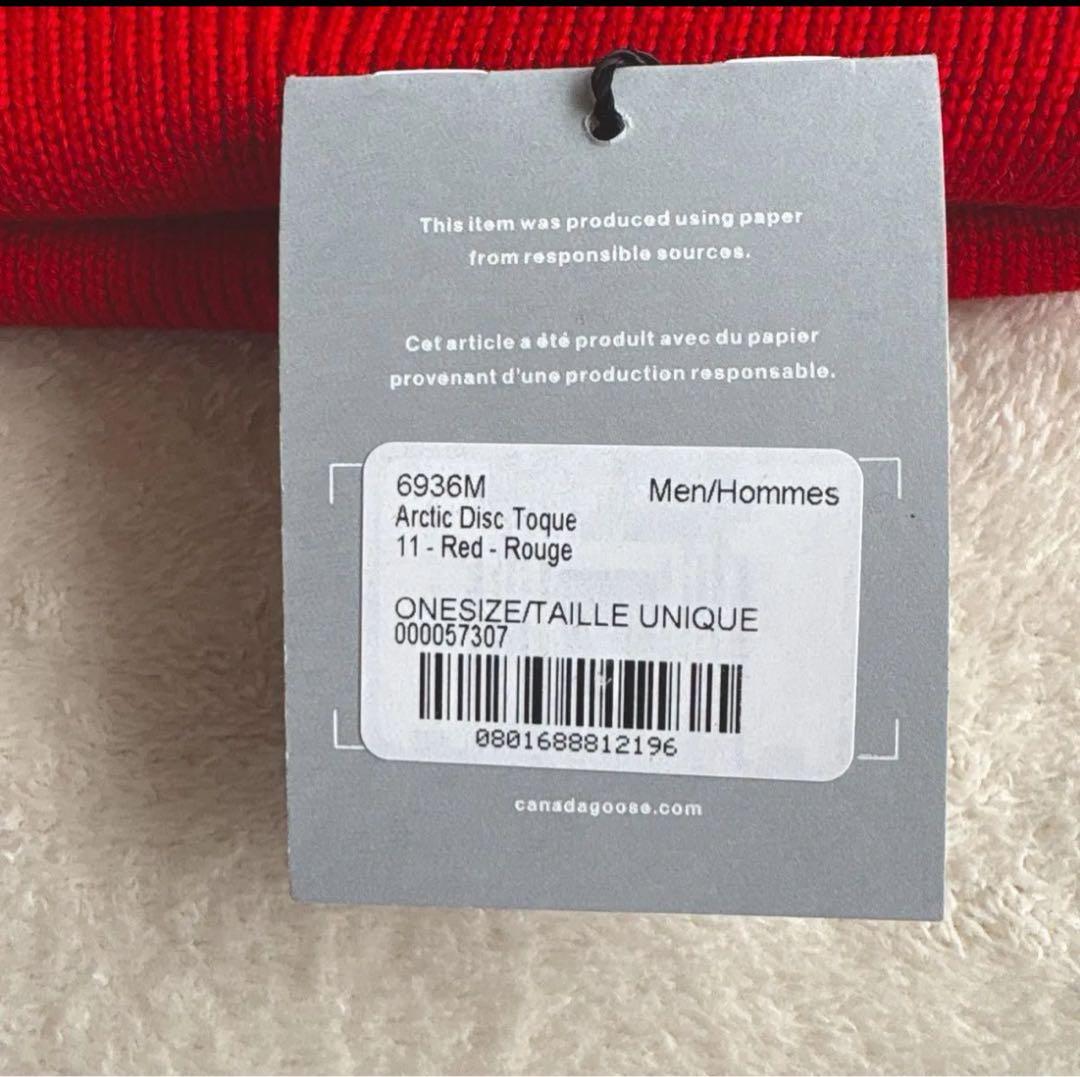 This item was produced using paper
from responsible sources.
Cet article a été produit avec du papier
provenant d'une production responsable.
6936M Men/Hommes
Arctic Disc Toque
11 - Red - Rouge
ONESIZE/TAILLE UNIQUE
000057307
0801688812196
canadagoose.com